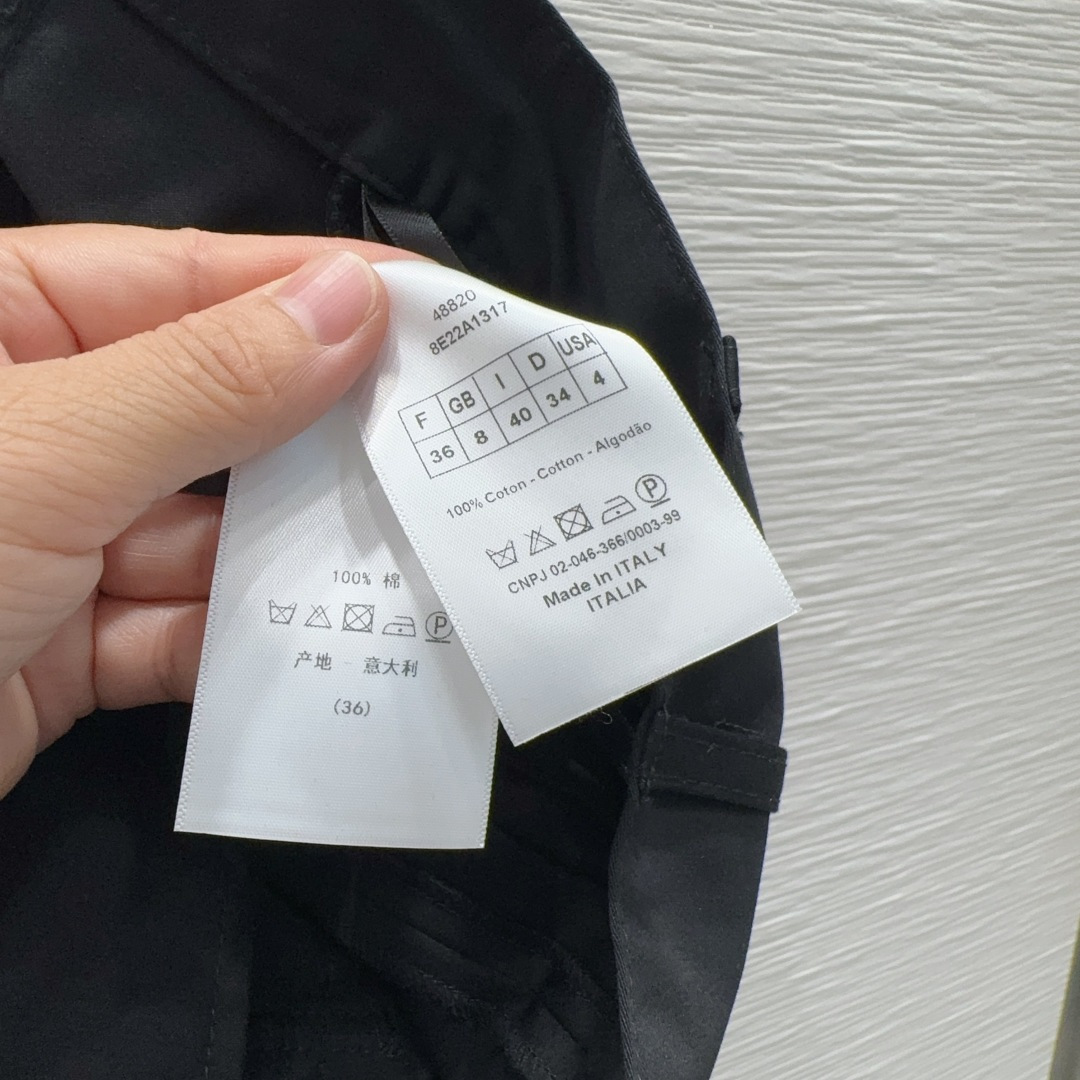 48820
8E22A1317
F GB I D USA
36 8 40 34 4
100% Coton - Cotton - Algodão
P
CNPJ 02-046-366/0003-99
Made In ITALY
ITALIA
100% 棉
P
产地 - 意大利
(36)